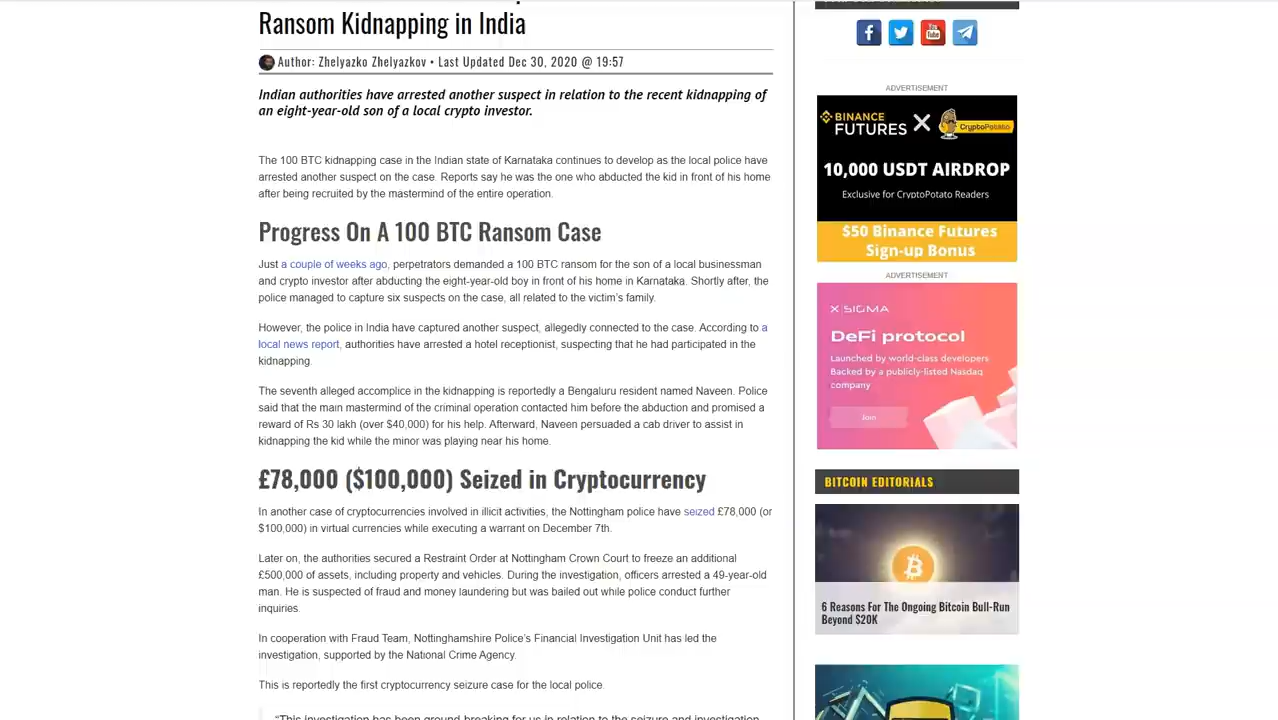 Ransom Kidnapping in India
Author: Zhelyazko Zhelyazkov • Last Updated Dec 30, 2020 @ 19:57
Indian authorities have arrested another suspect in relation to the recent kidnapping of
an eight-year-old son of a local crypto investor.
The 100 BTC kidnapping case in the Indian state of Karnataka continues to develop as the local police have
arrested another suspect on the case. Reports say he was the one who abducted the kid in front of his home
after being recruited by the mastermind of the entire operation.
Progress On A 100 BTC Ransom Case
Just a couple of weeks ago, perpetrators demanded a 100 BTC ransom for the son of a local businessman
and crypto investor after abducting the eight-year-old boy in front of his home in Karnataka. Shortly after, the
police managed to capture six suspects on the case, all related to the victim's family.
However, the police in India have captured another suspect, allegedly connected to the case. According to a
local news report, authorities have arrested a hotel receptionist, suspecting that he had participated in the
kidnapping.
The seventh alleged accomplice in the kidnapping is reportedly a Bengaluru resident named Naveen. Police
said that the main mastermind of the criminal operation contacted him before the abduction and promised a
reward of Rs 30 lakh (over $40,000) for his help. Afterward, Naveen persuaded a cab driver to assist in
kidnapping the kid while the minor was playing near his home.
£78,000 ($100,000) Seized in Cryptocurrency
In another case of cryptocurrencies involved in illicit activities, the Nottingham police have seized £78,000 (or
$100,000) in virtual currencies while executing a warrant on December 7th.
Later on, the authorities secured a Restraint Order at Nottingham Crown Court to freeze an additional
£500,000 of assets, including property and vehicles. During the investigation, officers arrested a 49-year-old
man. He is suspected of fraud and money laundering but was bailed out while police conduct further
inquiries.
In cooperation with Fraud Team, Nottinghamshire Police's Financial Investigation Unit has led the
investigation, supported by the National Crime Agency.
This is reportedly the first cryptocurrency seizure case for the local police.
"This investigation has been ground-breaking for us in relation to the seizure and investigation
You
Tube
ADVERTISEMENT
BINANCE
FUTURES X CryptoPotato
10,000 USDT AIRDROP
Exclusive for CryptoPotato Readers
$50 Binance Futures
Sign-up Bonus
ADVERTISEMENT
X SIGMA
DeFi protocol
Launched by world-class developers
Backed by a publicly-listed Nasdaq
company
Join
BITCOIN EDITORIALS
6 Reasons For The Ongoing Bitcoin Bull-Run
Beyond $20K